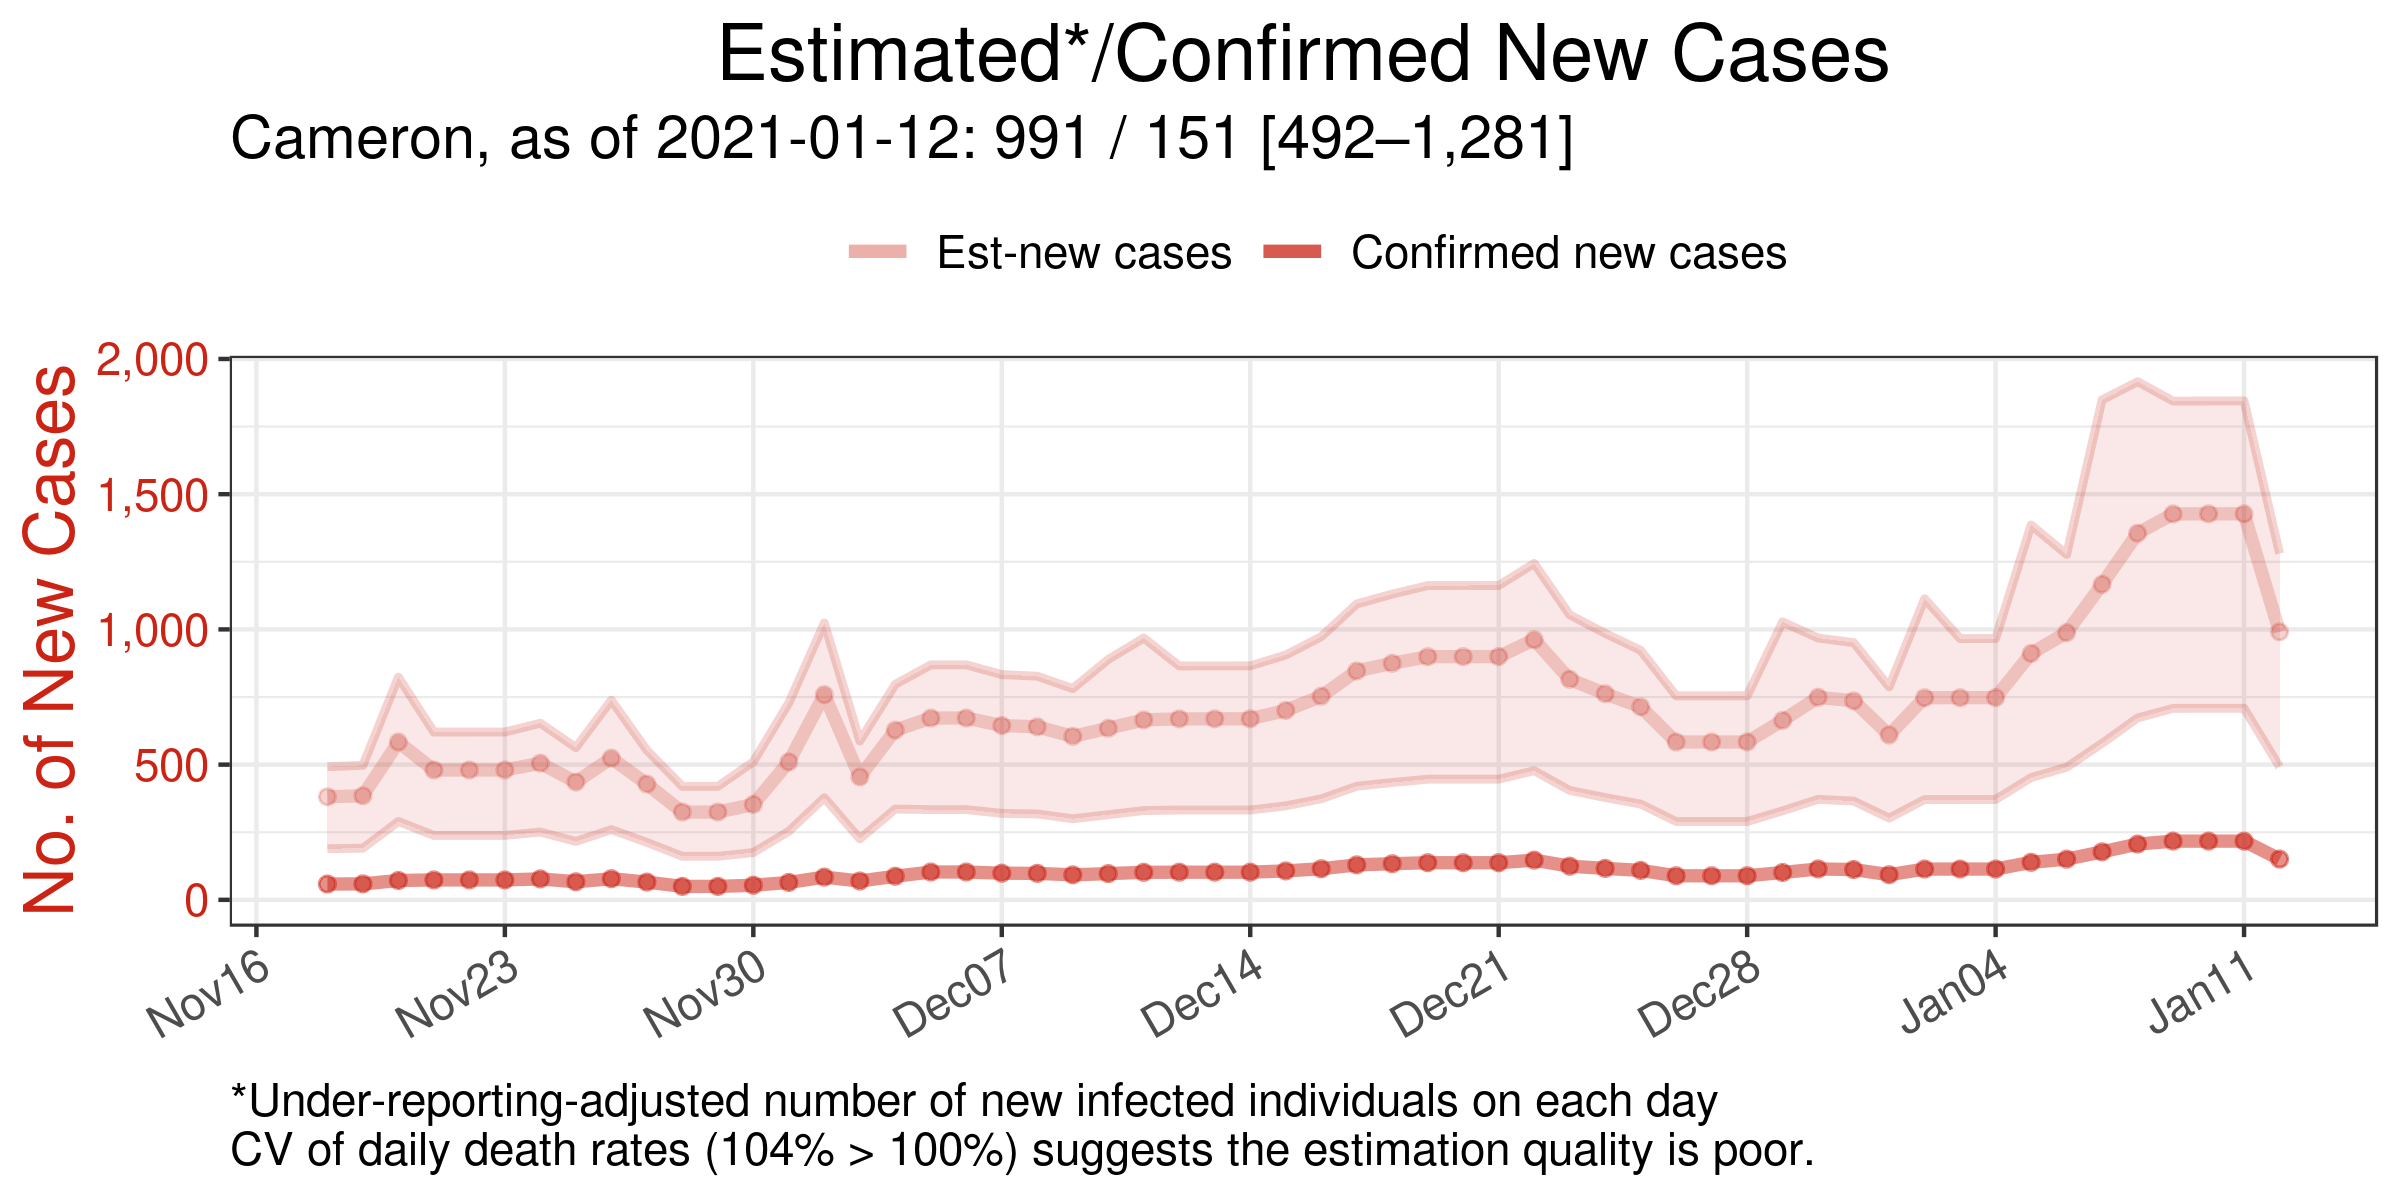 Estimated*/Confirmed New Cases
Cameron, as of 2021-01-12: 991 / 151 [492–1,281]
Est-new cases
Confirmed new cases
No. of New Cases
2,000
1,500
1,000
500
0
Nov16
Nov23
Nov30
Dec07
Dec14
Dec21
Dec28
Jan04
Jan11
*Under-reporting-adjusted number of new infected individuals on each day
CV of daily death rates (104% > 100%) suggests the estimation quality is poor.